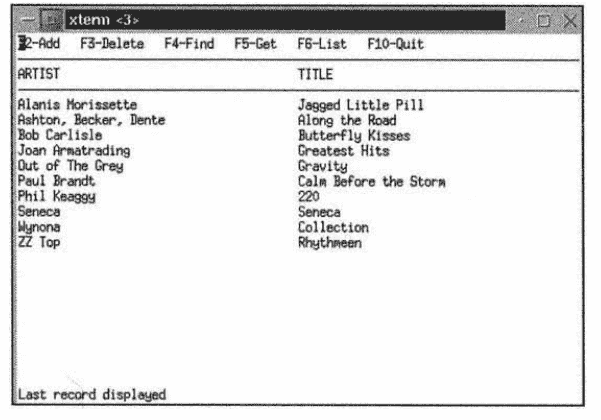 xterm <3>
F2-Add F3-Delete F4-Find F5-Get F6-List F10-Quit
ARTIST TITLE
Alanis Morissette Jagged Little Pill
Ashton, Becker, Dente Along the Road
Bob Carlisle Butterfly Kisses
Joan Armatrading Greatest Hits
Out of The Grey Gravity
Paul Brandt Calm Before the Storm
Phil Keaggy 220
Seneca Seneca
Wynona Collection
ZZ Top Rhythmeen
Last record displayed